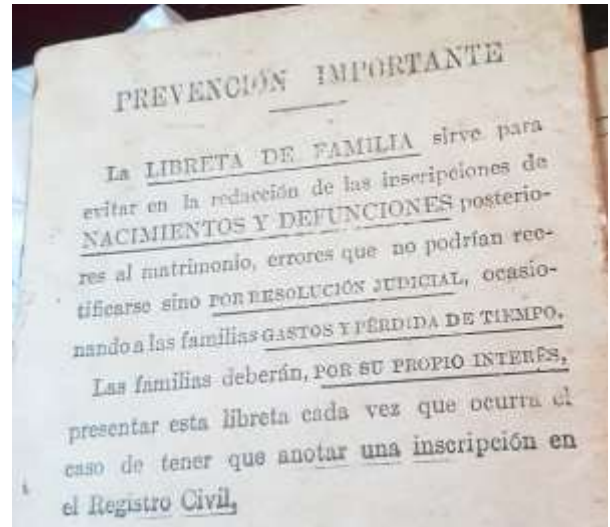 PREVENCIÓN IMPORTANTE
La LIBRETA DE FAMILIA sirve para
evitar en la redacción de las inscripciones de
NACIMIENTOS Y DEFUNCIONES posterio-
res al matrimonio, errores que no podrían rec-
tificarse sino POR RESOLUCIÓN JUDICIAL, ocasio-
nando a las familias GASTOS Y PÉRDIDA DE TIEMPO.
Las familias deberán, POR SU PROPIO INTERÉS,
presentar esta libreta cada vez que ocurra el
caso de tener que anotar una inscripción en
el Registro Civil,